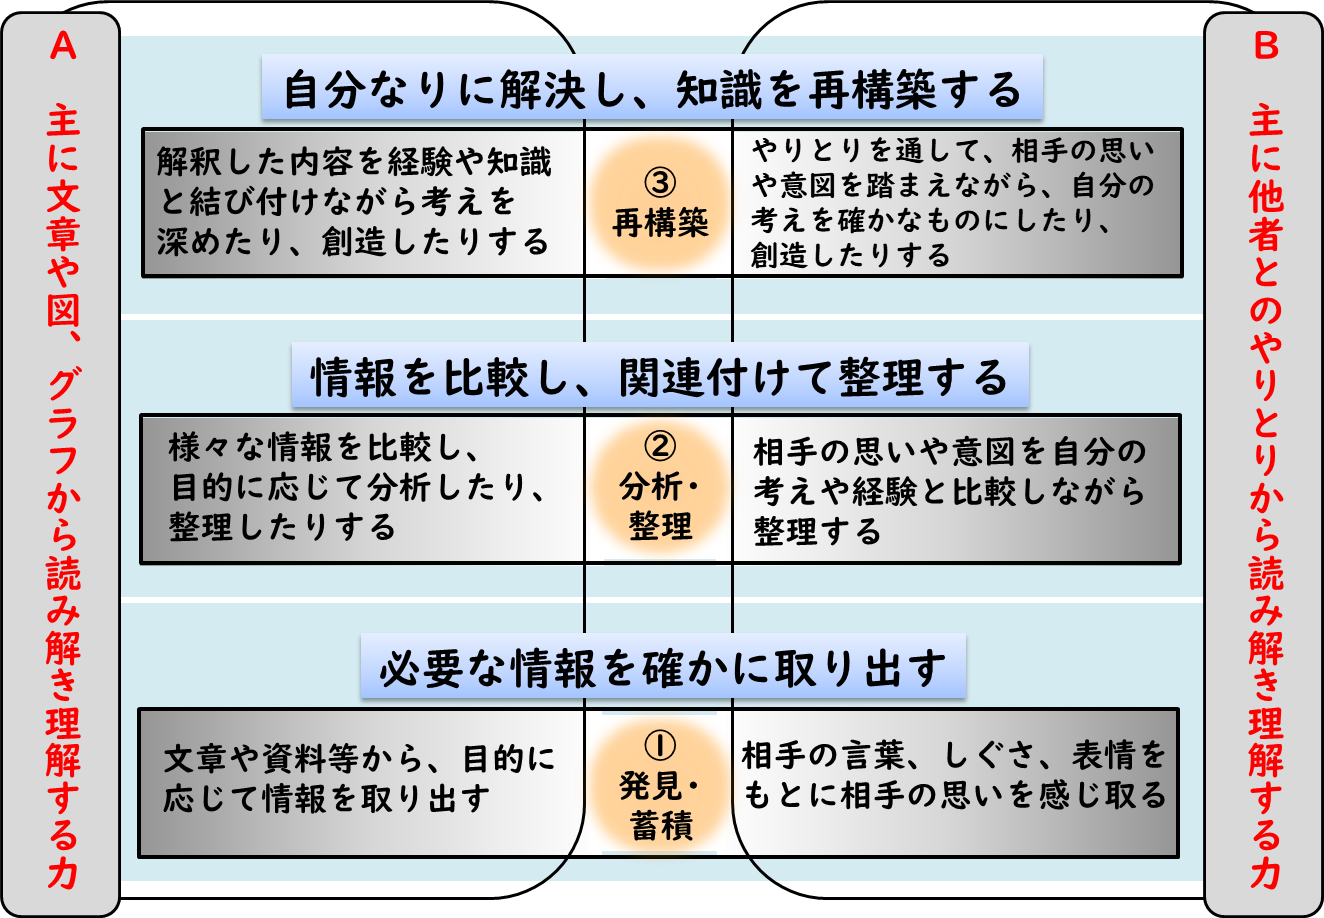 A 主に文章や図、グラフから読み解き理解する力
自分なりに解決し、知識を再構築する
解釈した内容を経験や知識
と結び付けながら考えを
深めたり、創造したりする
③
再構築
やりとりを通して、相手の思い
や意図を踏まえながら、自分の
考えを確かなものにしたり、
創造したりする
情報を比較し、関連付けて整理する
様々な情報を比較し、
目的に応じて分析したり、
整理したりする
②
分析・
整理
相手の思いや意図を自分の
考えや経験と比較しながら
整理する
必要な情報を確かに取り出す
文章や資料等から、目的に
応じて情報を取り出す
①
発見・
蓄積
相手の言葉、しぐさ、表情を
もとに相手の思いを感じ取る
B 主に他者とのやりとりから読み解き理解する力